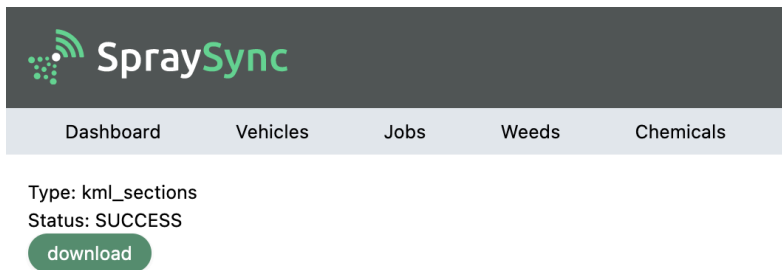 SpraySync
Dashboard Vehicles Jobs Weeds Chemicals
Type: kml_sections
Status: SUCCESS
download